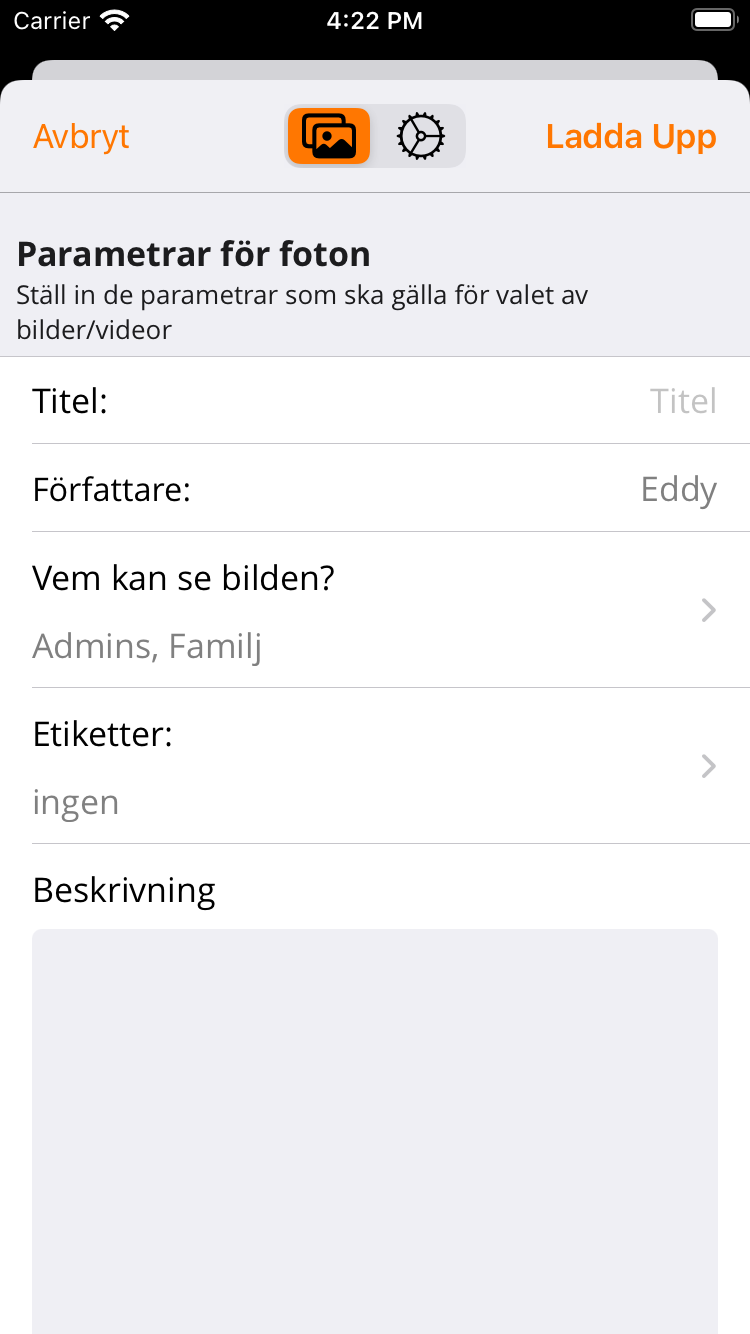 Carrier 4:22 PM
Avbryt Ladda Upp
Parametrar för foton
Ställ in de parametrar som ska gälla för valet av
bilder/videor
Titel: Titel
Författare: Eddy
Vem kan se bilden?
Admins, Familj
Etiketter:
ingen
Beskrivning